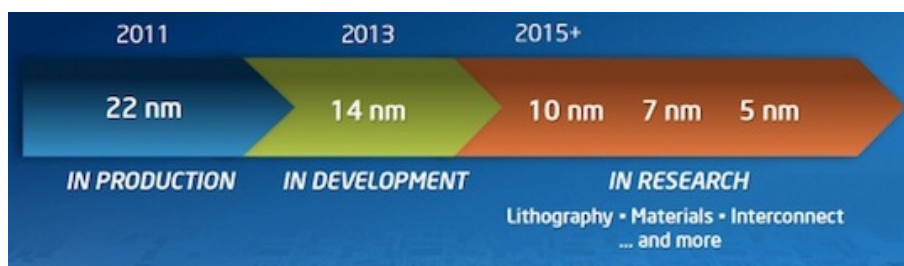 2011 2013 2015+
22 nm 14 nm 10 nm 7 nm 5 nm
IN PRODUCTION IN DEVELOPMENT IN RESEARCH
Lithography ▪ Materials ▪ Interconnect
... and more